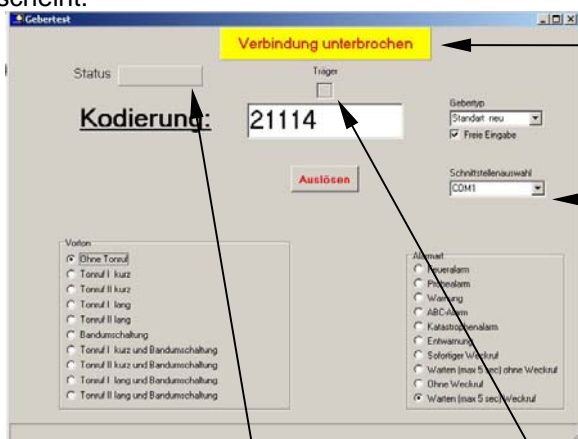 scheint.
Gebertest
Verbindung unterbrochen
Status
Träger
Kodierung:
21114
Gebertyp
Standart neu
Freie Eingabe
Auslösen
Schnittstellenauswahl
COM1
Vorton
Ohne Tonruf
Tonruf I kurz
Tonruf II kurz
Tonruf I lang
Tonruf II lang
Bandumschaltung
Tonruf I kurz und Bandumschaltung
Tonruf II kurz und Bandumschaltung
Tonruf I lang und Bandumschaltung
Tonruf II lang und Bandumschaltung
Alarmart
Feueralarm
Probealarm
Warnung
ABC-Alarm
Katastrophenalarm
Entwarnung
Sofortiger Weckruf
Warten (max 5 sec) ohne Weckruf
Ohne Weckruf
Warten (max 5 sec) Weckruf